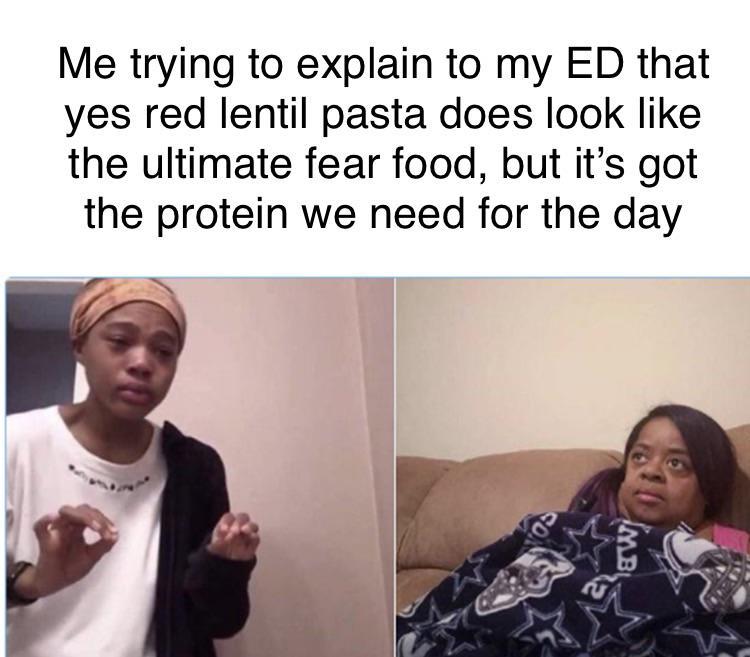 Me trying to explain to my ED that
yes red lentil pasta does look like
the ultimate fear food, but it’s got
the protein we need for the day